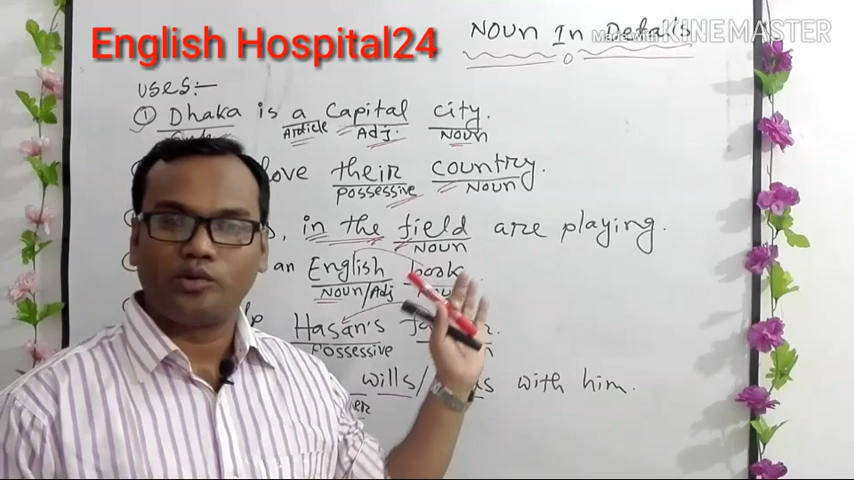 English Hospital24
Noun In Details
Made with KINEMASTER
uses:-
① Dhaka is a Capital city.
Article Adj. Noun
love their country.
possessive Noun
in the field are playing.
Noun
an English book.
Noun/Adj
Hasan's
Possessive
wills/ with him.